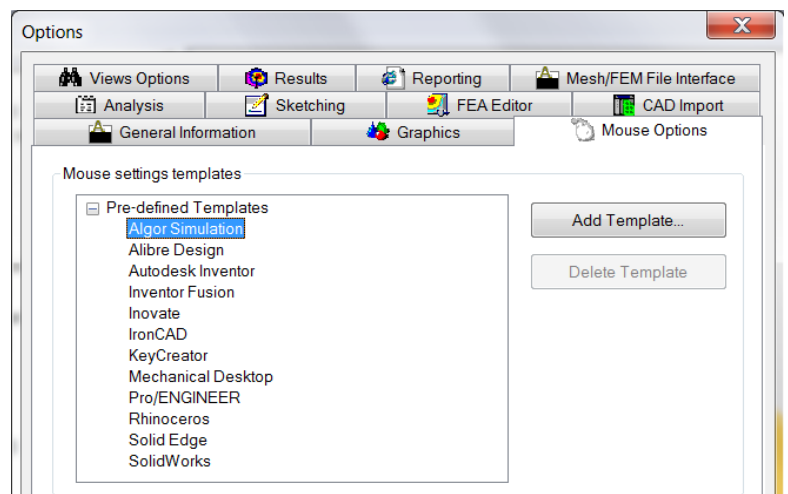 Options
Views Options Results Reporting Mesh/FEM File Interface
Analysis Sketching FEA Editor CAD Import
General Information Graphics Mouse Options
Mouse settings templates
Pre-defined Templates
Algor Simulation
Alibre Design
Autodesk Inventor
Inventor Fusion
Inovate
IronCAD
KeyCreator
Mechanical Desktop
Pro/ENGINEER
Rhinoceros
Solid Edge
SolidWorks
Add Template...
Delete Template